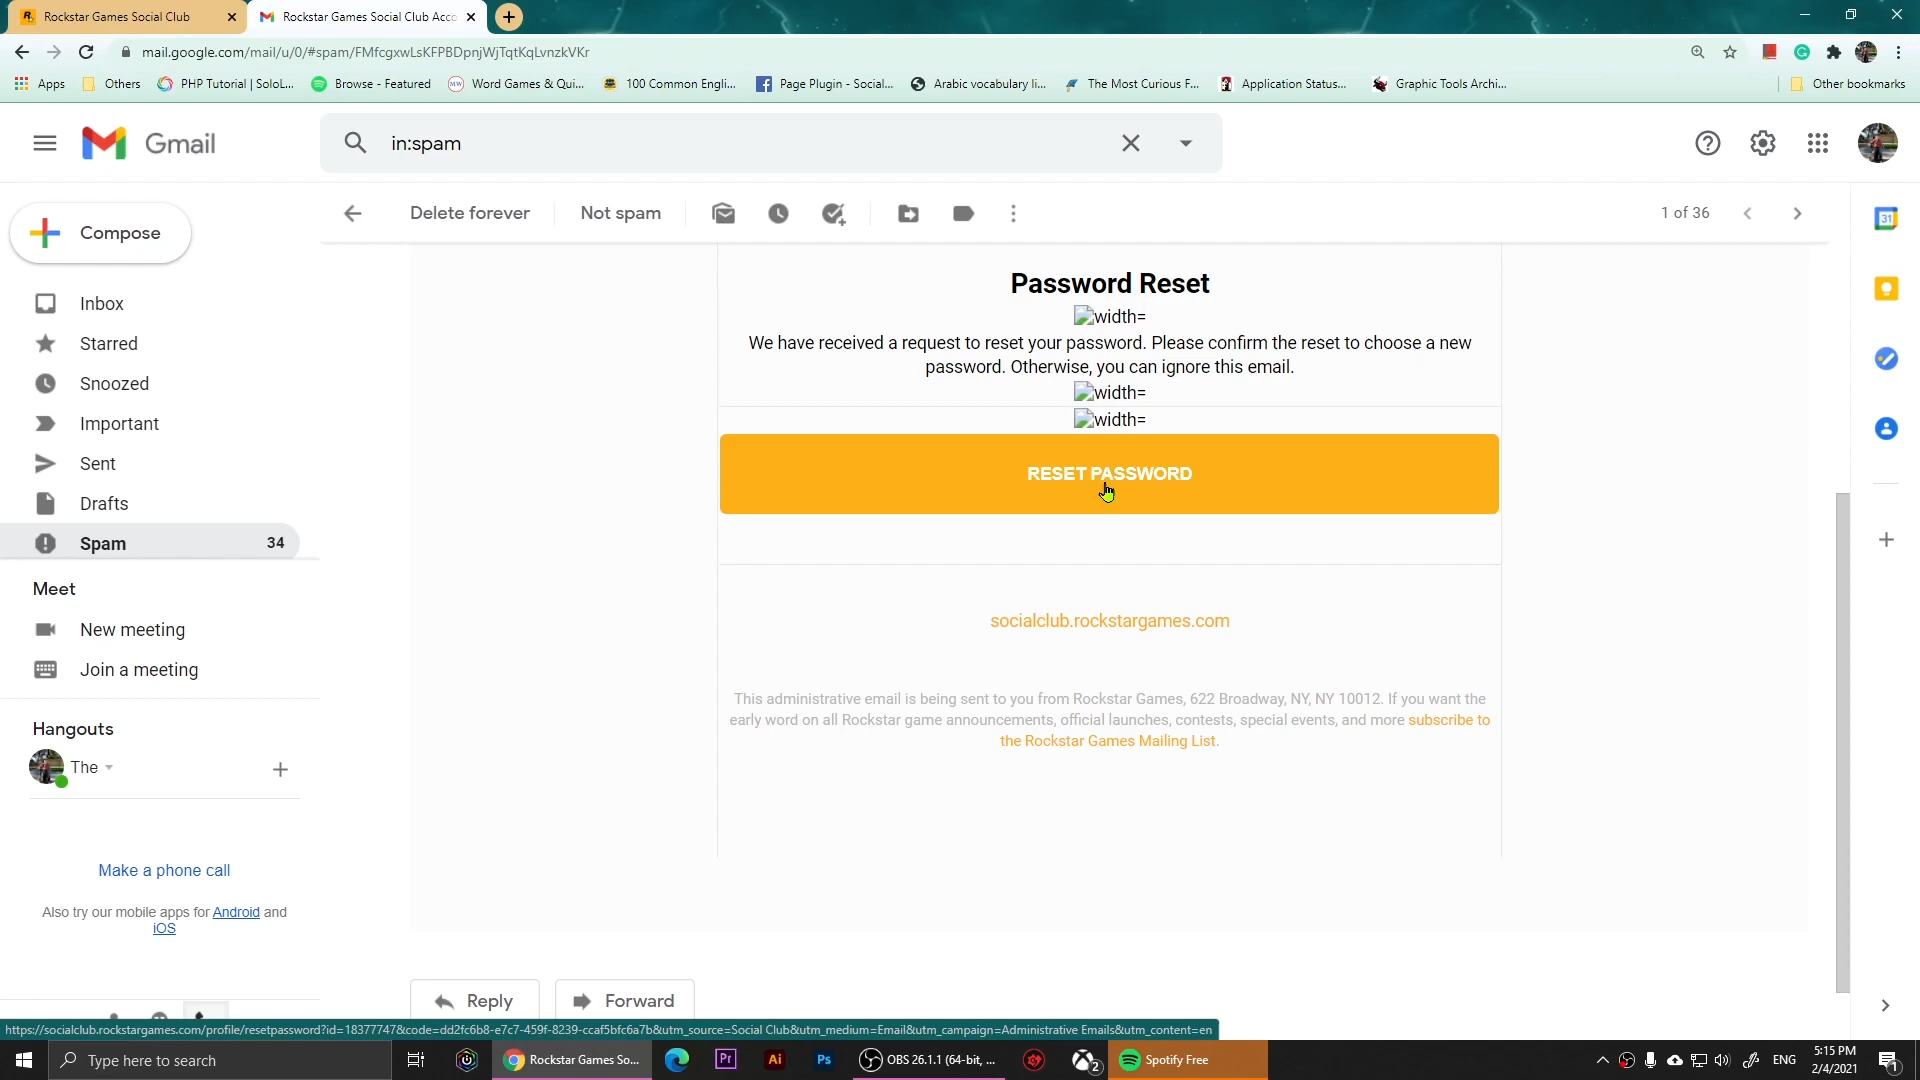 Rockstar Games Social Club
Rockstar Games Social Club Acco
mail.google.com/mail/u/0/#spam/FMfcgxwLsKFPBDpnjWjTqtKqLvnzkVKr
Apps
Others
PHP Tutorial | SoloL...
Browse - Featured
Word Games & Qui...
100 Common Engli...
Page Plugin - Social...
Arabic vocabulary li...
The Most Curious F...
Application Status...
Graphic Tools Archi...
Other bookmarks
Gmail
in:spam
Compose
Delete forever
Not spam
1 of 36
Inbox
Starred
Snoozed
Important
Sent
Drafts
Spam 34
Meet
New meeting
Join a meeting
Hangouts
The
Make a phone call
Also try our mobile apps for Android and
iOS
Password Reset
width=
We have received a request to reset your password. Please confirm the reset to choose a new
password. Otherwise, you can ignore this email.
width=
width=
RESET PASSWORD
socialclub.rockstargames.com
This administrative email is being sent to you from Rockstar Games, 622 Broadway, NY, NY 10012. If you want the
early word on all Rockstar game announcements, official launches, contests, special events, and more subscribe to
the Rockstar Games Mailing List.
Reply
Forward
https://socialclub.rockstargames.com/profile/resetpassword?id=18377747&code=dd2fc6b8-e7c7-459f-8239-ccaf5bfc6a7b&utm_source=Social Club&utm_medium=Email&utm_campaign=Administrative Emails&utm_content=en
Type here to search
Rockstar Games So...
Pr
Ai
Ps
OBS 26.1.1 (64-bit, ...
2
Spotify Free
ENG
5:15 PM
2/4/2021
1